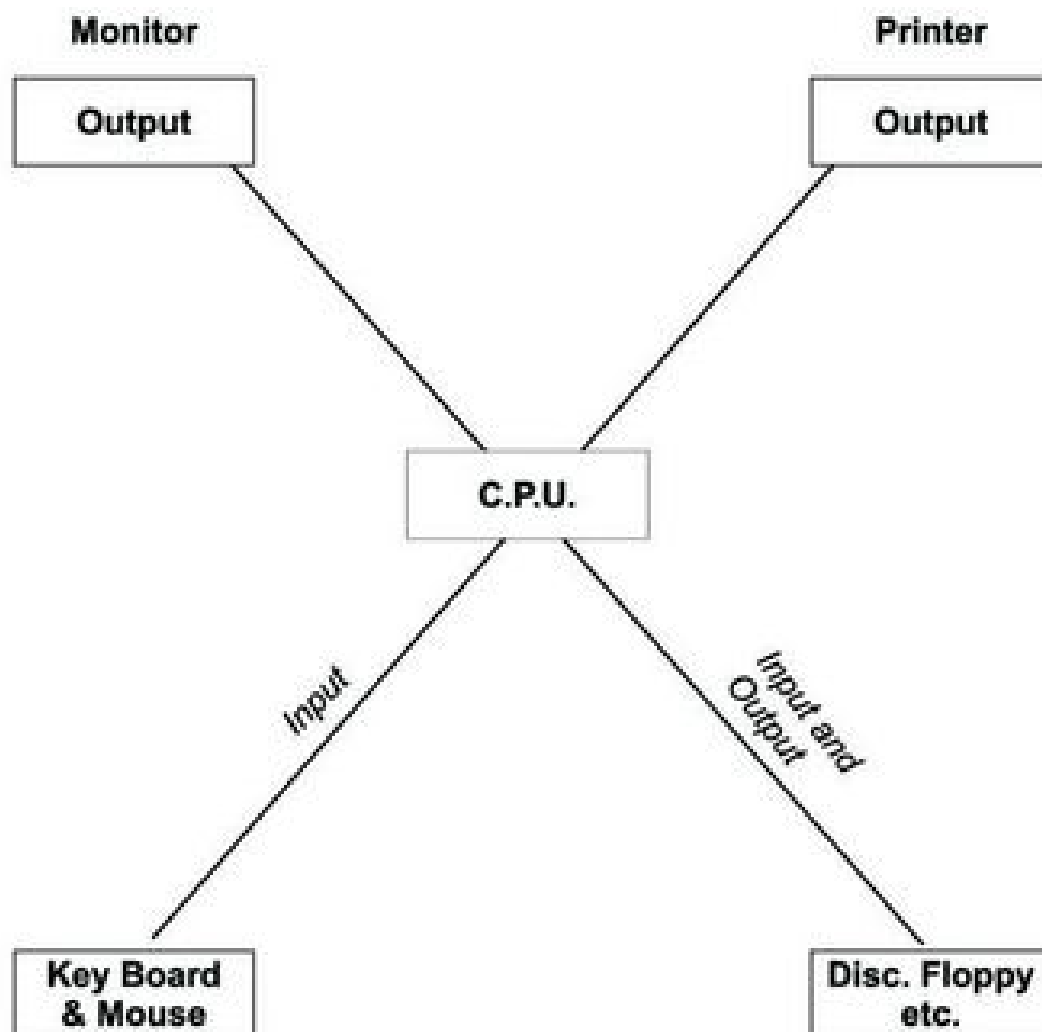 Monitor
Printer
Output
Output
C.P.U.
Input
Input and
Output
Key Board
& Mouse
Disc. Floppy
etc.